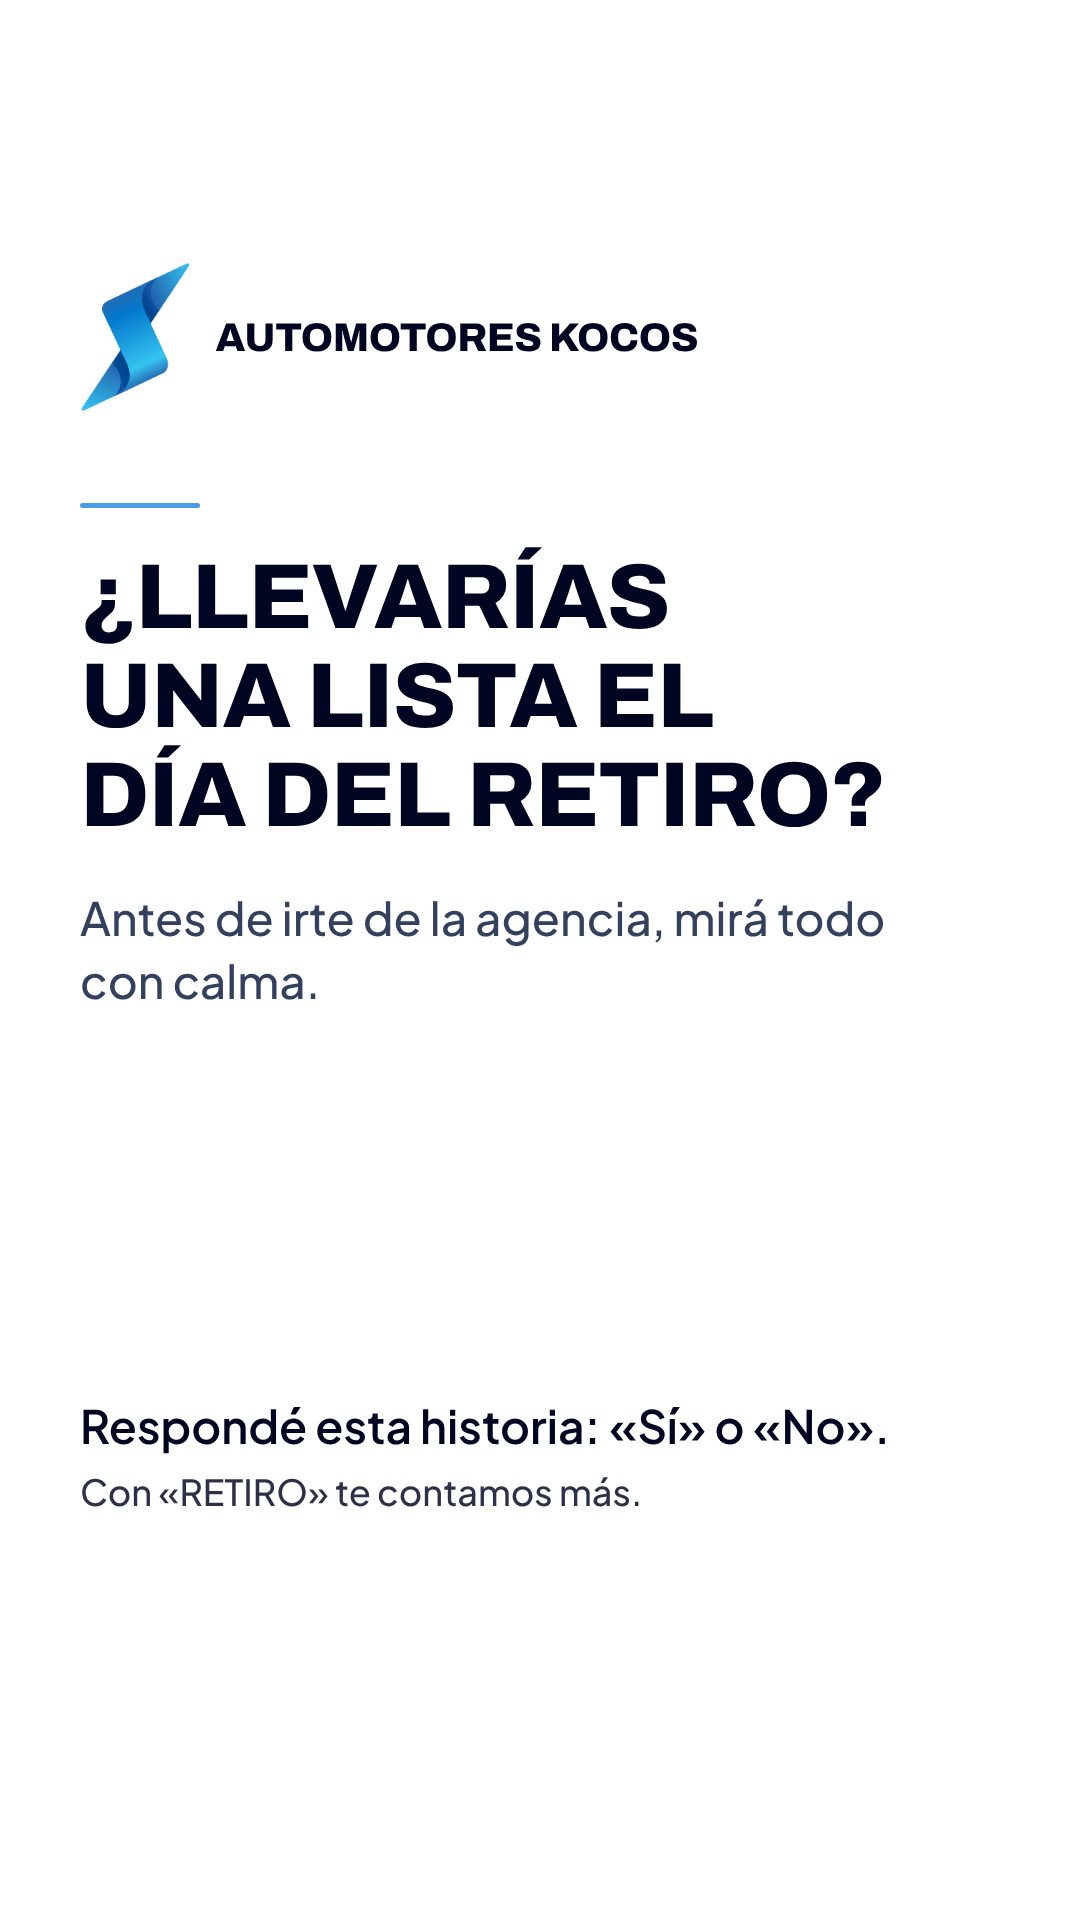 AUTOMOTORES KOCOS
¿LLEVARÍAS
UNA LISTA EL
DÍA DEL RETIRO?
Antes de irte de la agencia, mirá todo
con calma.
Respondé esta historia: «Sí» o «No».
Con «RETIRO» te contamos más.